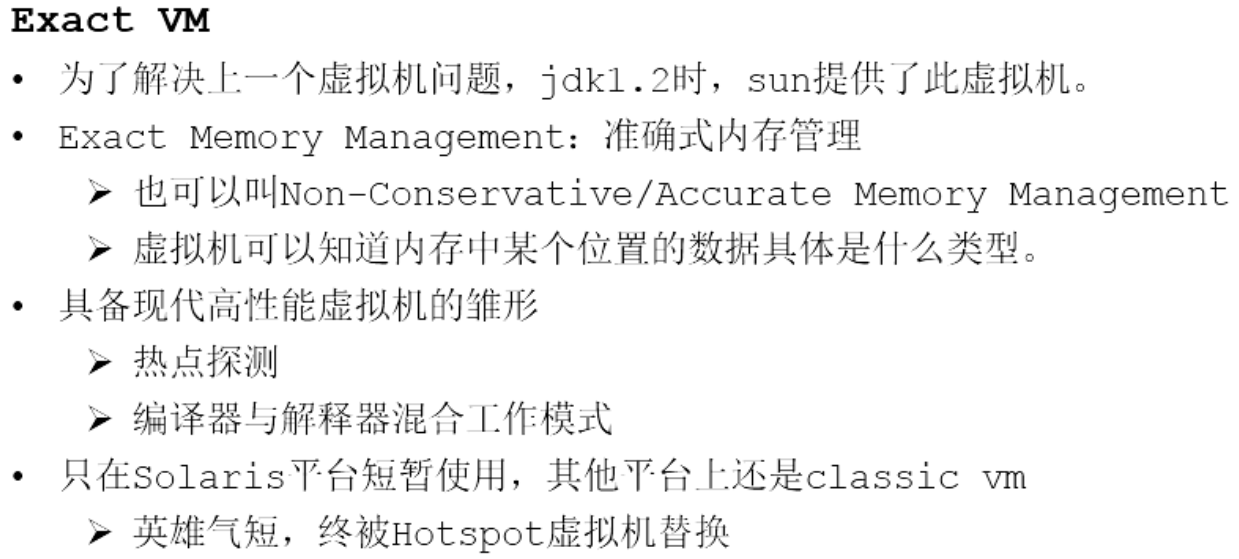 Exact VM
• 为了解决上一个虚拟机问题，jdk1.2时，sun提供了此虚拟机。
• Exact Memory Management：准确式内存管理
➢ 也可以叫Non-Conservative/Accurate Memory Management
➢ 虚拟机可以知道内存中某个位置的数据具体是什么类型。
• 具备现代高性能虚拟机的雏形
➢ 热点探测
➢ 编译器与解释器混合工作模式
• 只在Solaris平台短暂使用，其他平台上还是classic vm
➢ 英雄气短，终被Hotspot虚拟机替换